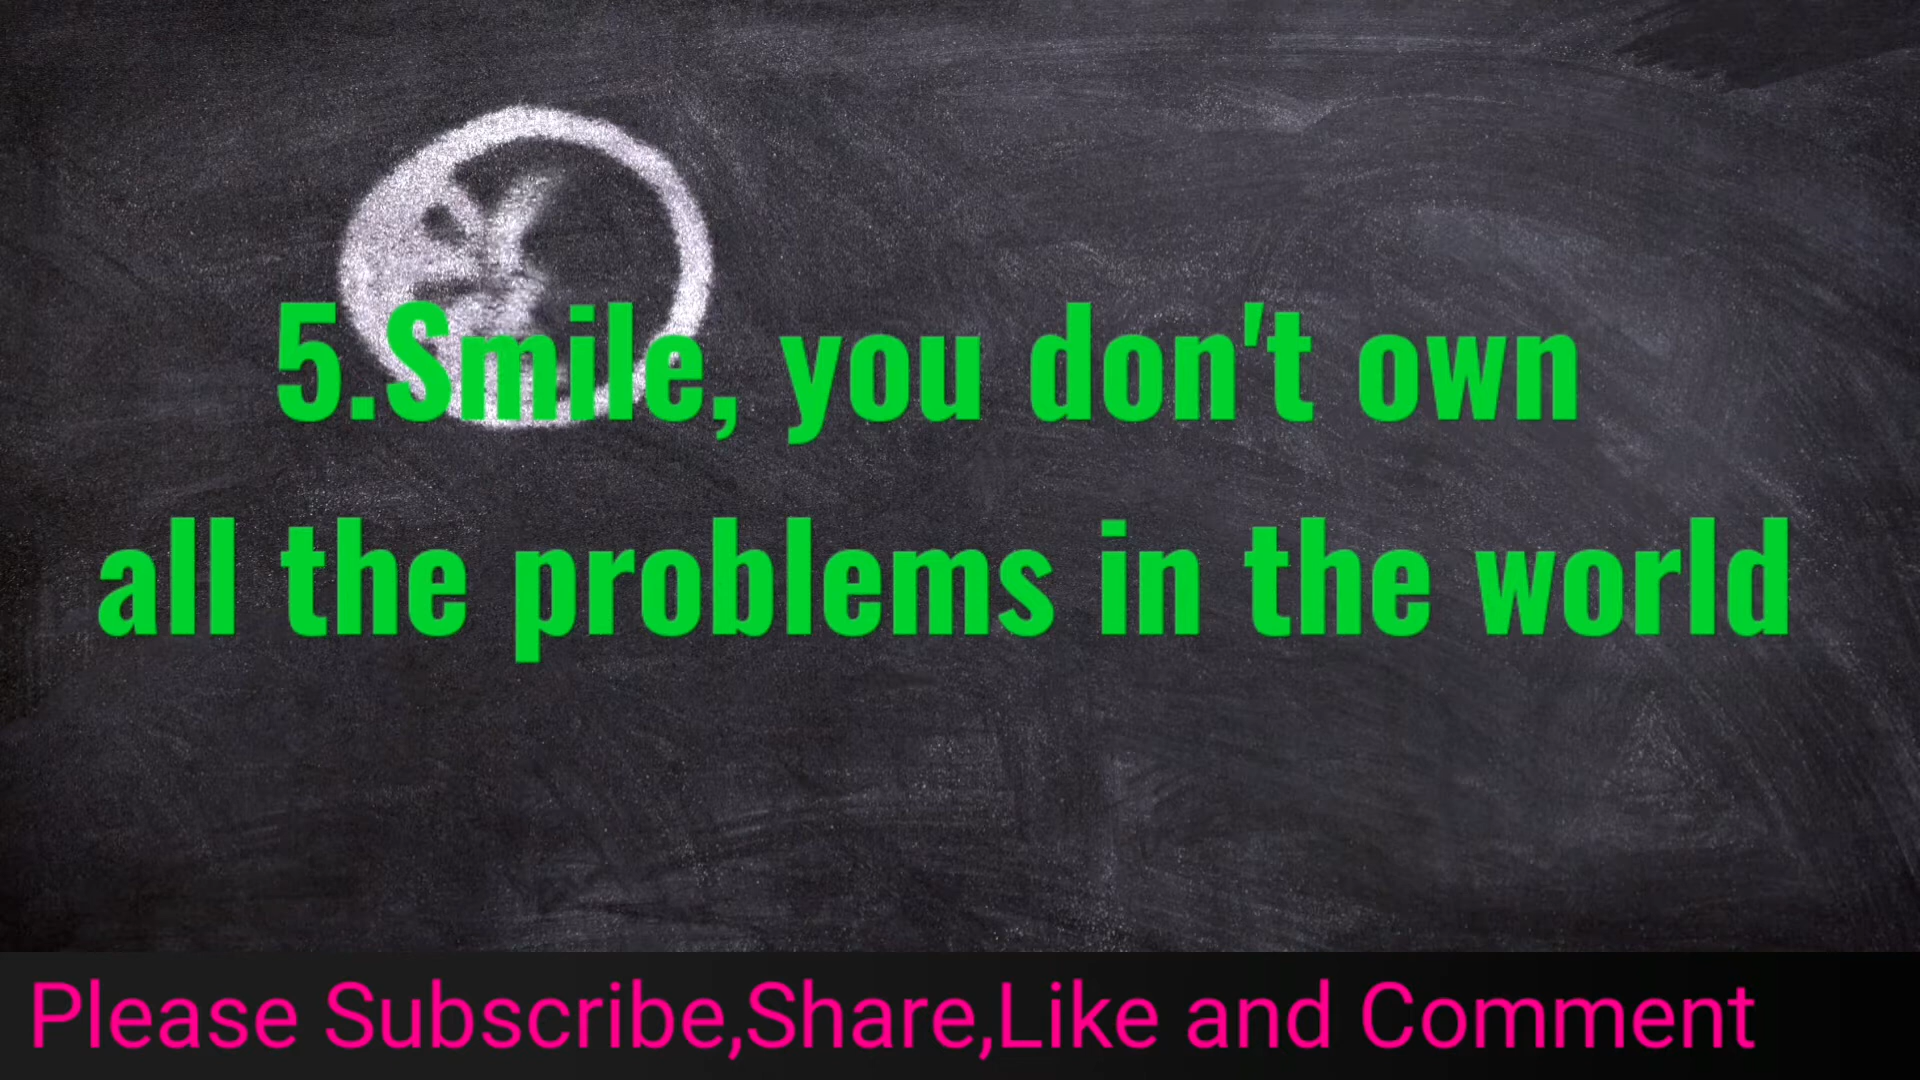 5.Smile, you don't own
all the problems in the world
Please Subscribe,Share,Like and Comment